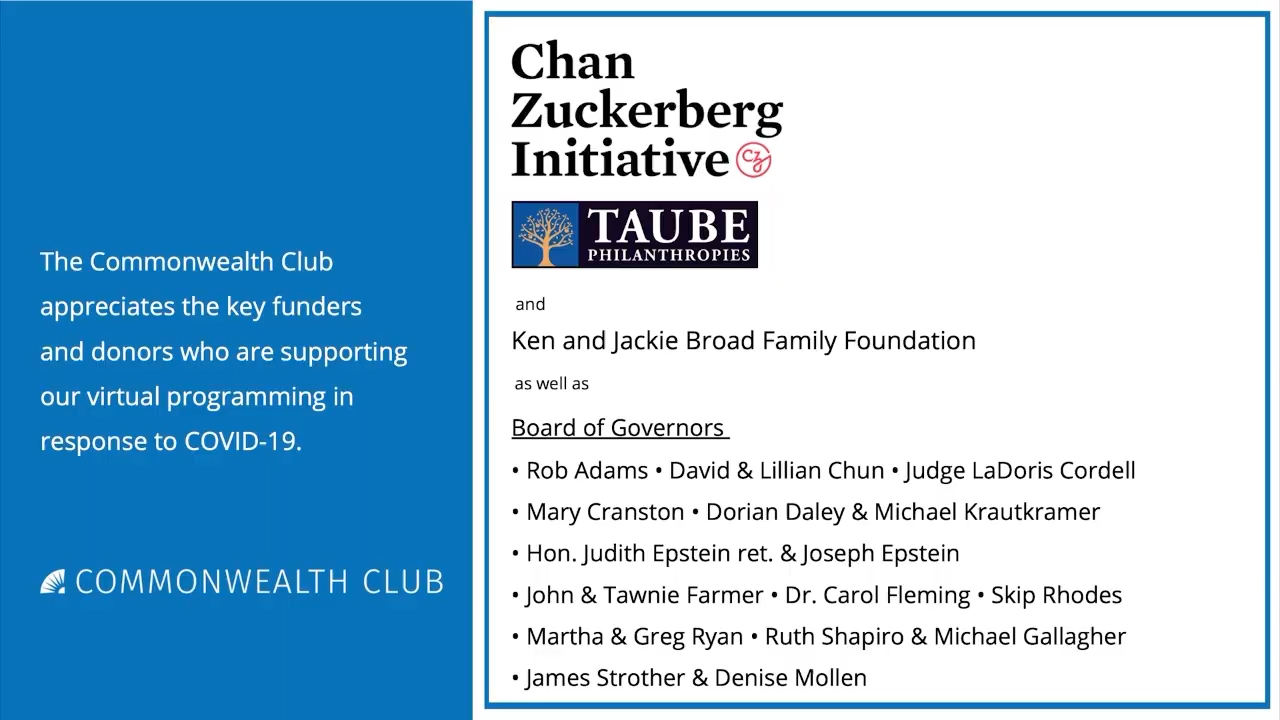 The Commonwealth Club
appreciates the key funders
and donors who are supporting
our virtual programming in
response to COVID-19.
COMMONWEALTH CLUB
Chan
Zuckerberg
Initiative cz
TAUBE
PHILANTHROPIES
and
Ken and Jackie Broad Family Foundation
as well as
Board of Governors
• Rob Adams • David & Lillian Chun • Judge LaDoris Cordell
• Mary Cranston • Dorian Daley & Michael Krautkramer
• Hon. Judith Epstein ret. & Joseph Epstein
• John & Tawnie Farmer • Dr. Carol Fleming • Skip Rhodes
• Martha & Greg Ryan • Ruth Shapiro & Michael Gallagher
• James Strother & Denise Mollen